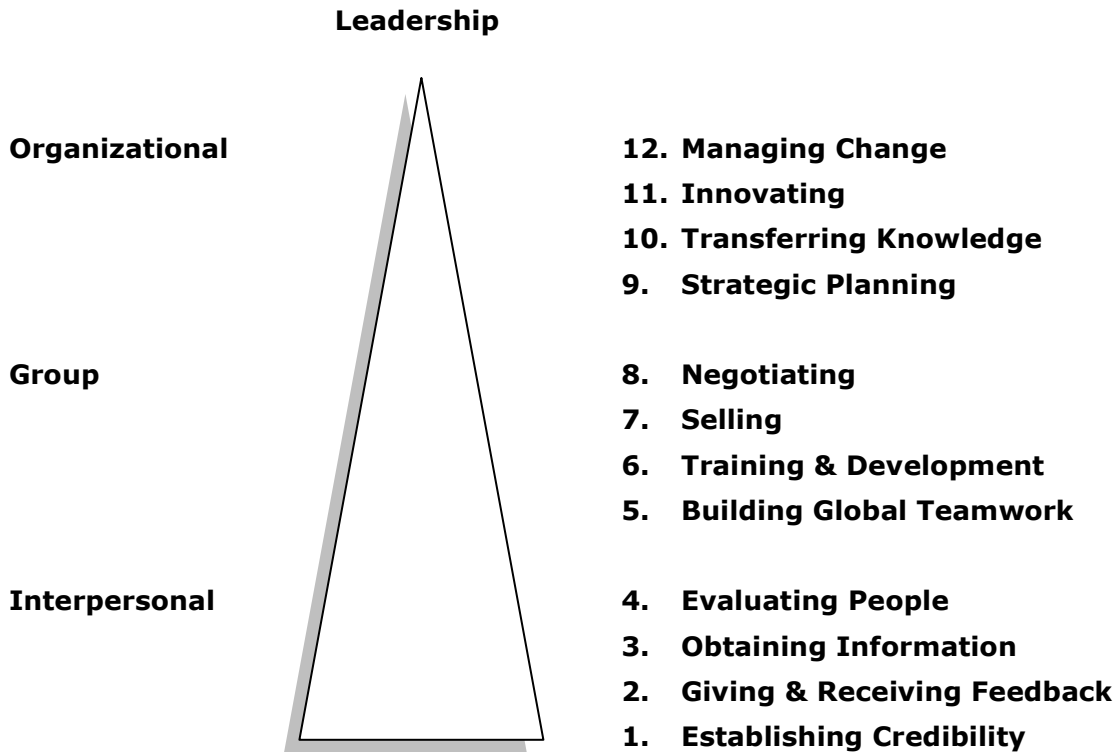 Leadership
Organizational
12. Managing Change
11. Innovating
10. Transferring Knowledge
9. Strategic Planning
Group
8. Negotiating
7. Selling
6. Training & Development
5. Building Global Teamwork
Interpersonal
4. Evaluating People
3. Obtaining Information
2. Giving & Receiving Feedback
1. Establishing Credibility